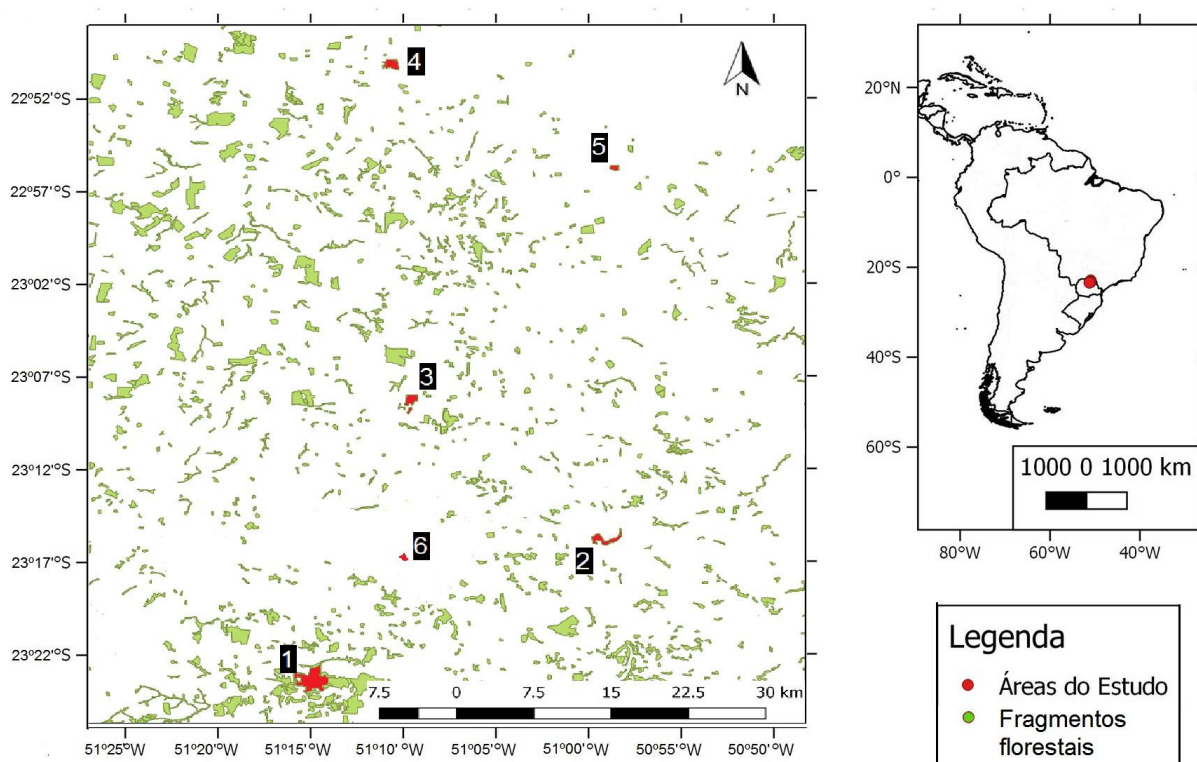 4
N
5
3
6
2
1
22°52'S
22°57'S
23°02'S
23°07'S
23°12'S
23°17'S
23°22'S
7.5 0 7.5 15 22.5 30 km
51°25'W 51°20'W 51°15'W 51°10'W 51°05'W 51°00'W 50°55'W 50°50'W
20°N
0°
20°S
40°S
60°S
1000 0 1000 km
80°W 60°W 40°W
Legenda
Áreas do Estudo
Fragmentos
florestais